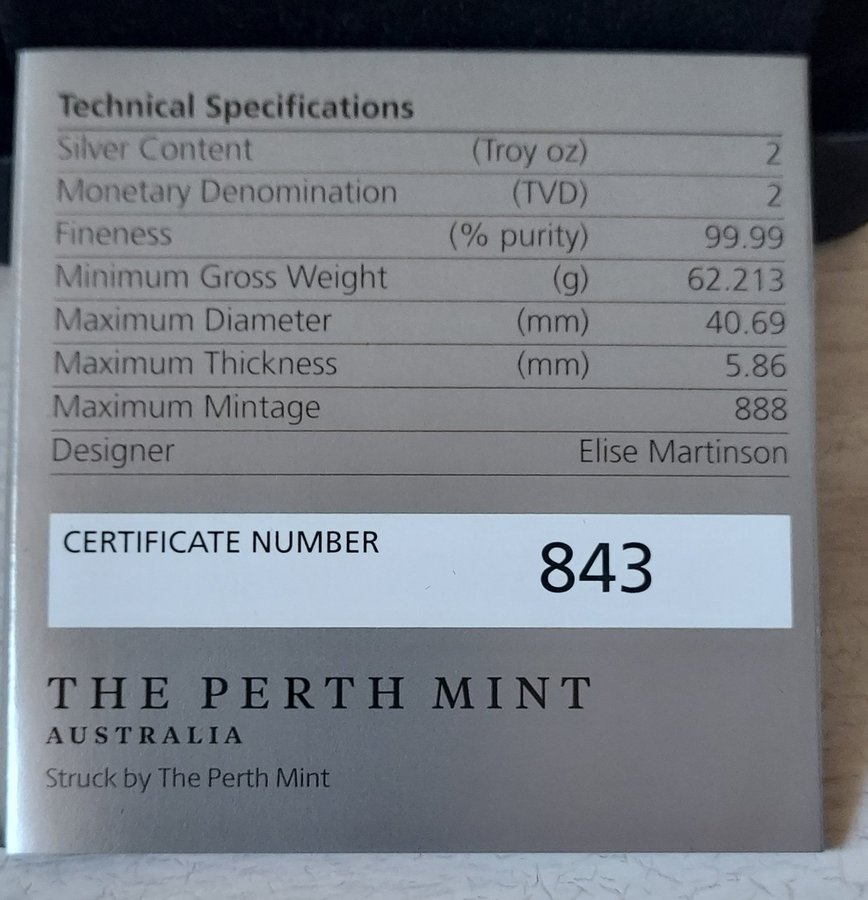 Technical Specifications
Silver Content (Troy oz) 2
Monetary Denomination (TVD) 2
Fineness (% purity) 99.99
Minimum Gross Weight (g) 62.213
Maximum Diameter (mm) 40.69
Maximum Thickness (mm) 5.86
Maximum Mintage 888
Designer Elise Martinson
CERTIFICATE NUMBER 843
THE PERTH MINT
AUSTRALIA
Struck by The Perth Mint